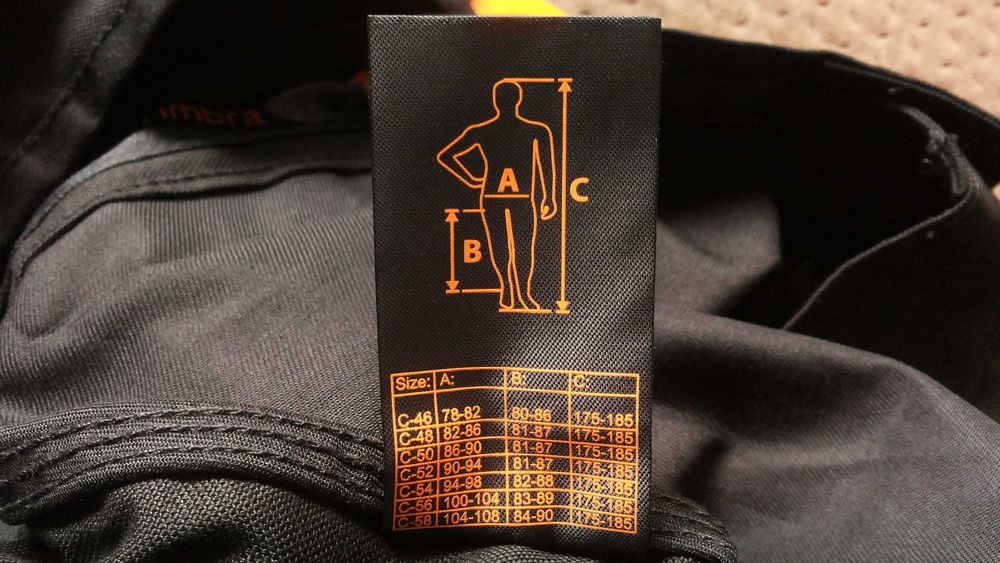 imbra
A
C
B
Size: A: B: C:
C-46 78-82 80-86 175-185
C-48 82-86 81-87 175-185
C-50 86-90 81-87 175-185
C-52 90-94 81-87 175-185
C-54 94-98 82-88 175-185
C-56 100-104 83-89 175-185
C-58 104-108 84-90 175-185